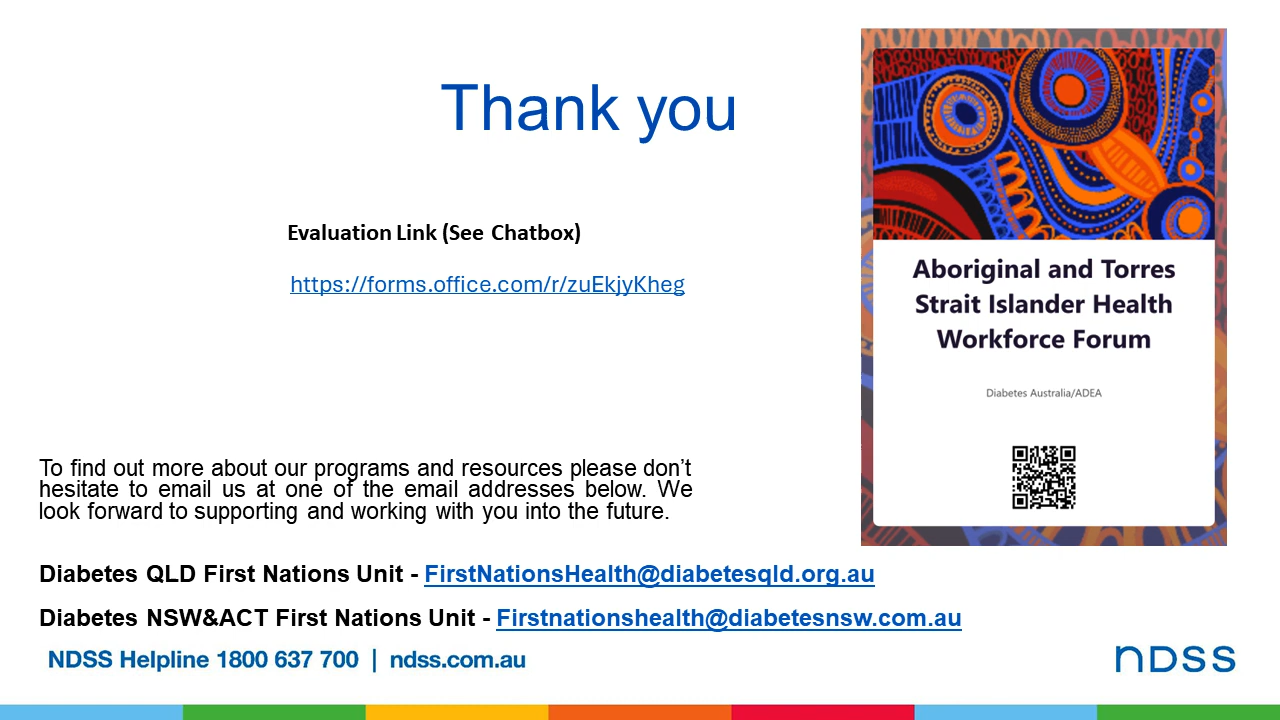 Thank you
Evaluation Link (See Chatbox)
https://forms.office.com/r/zuEkjyKheg
Aboriginal and Torres
Strait Islander Health
Workforce Forum
Diabetes Australia/ADEA
To find out more about our programs and resources please don’t
hesitate to email us at one of the email addresses below. We
look forward to supporting and working with you into the future.
Diabetes QLD First Nations Unit - FirstNationsHealth@diabetesqld.org.au
Diabetes NSW&ACT First Nations Unit - Firstnationshealth@diabetesnsw.com.au
NDSS Helpline 1800 637 700 | ndss.com.au
NDSS